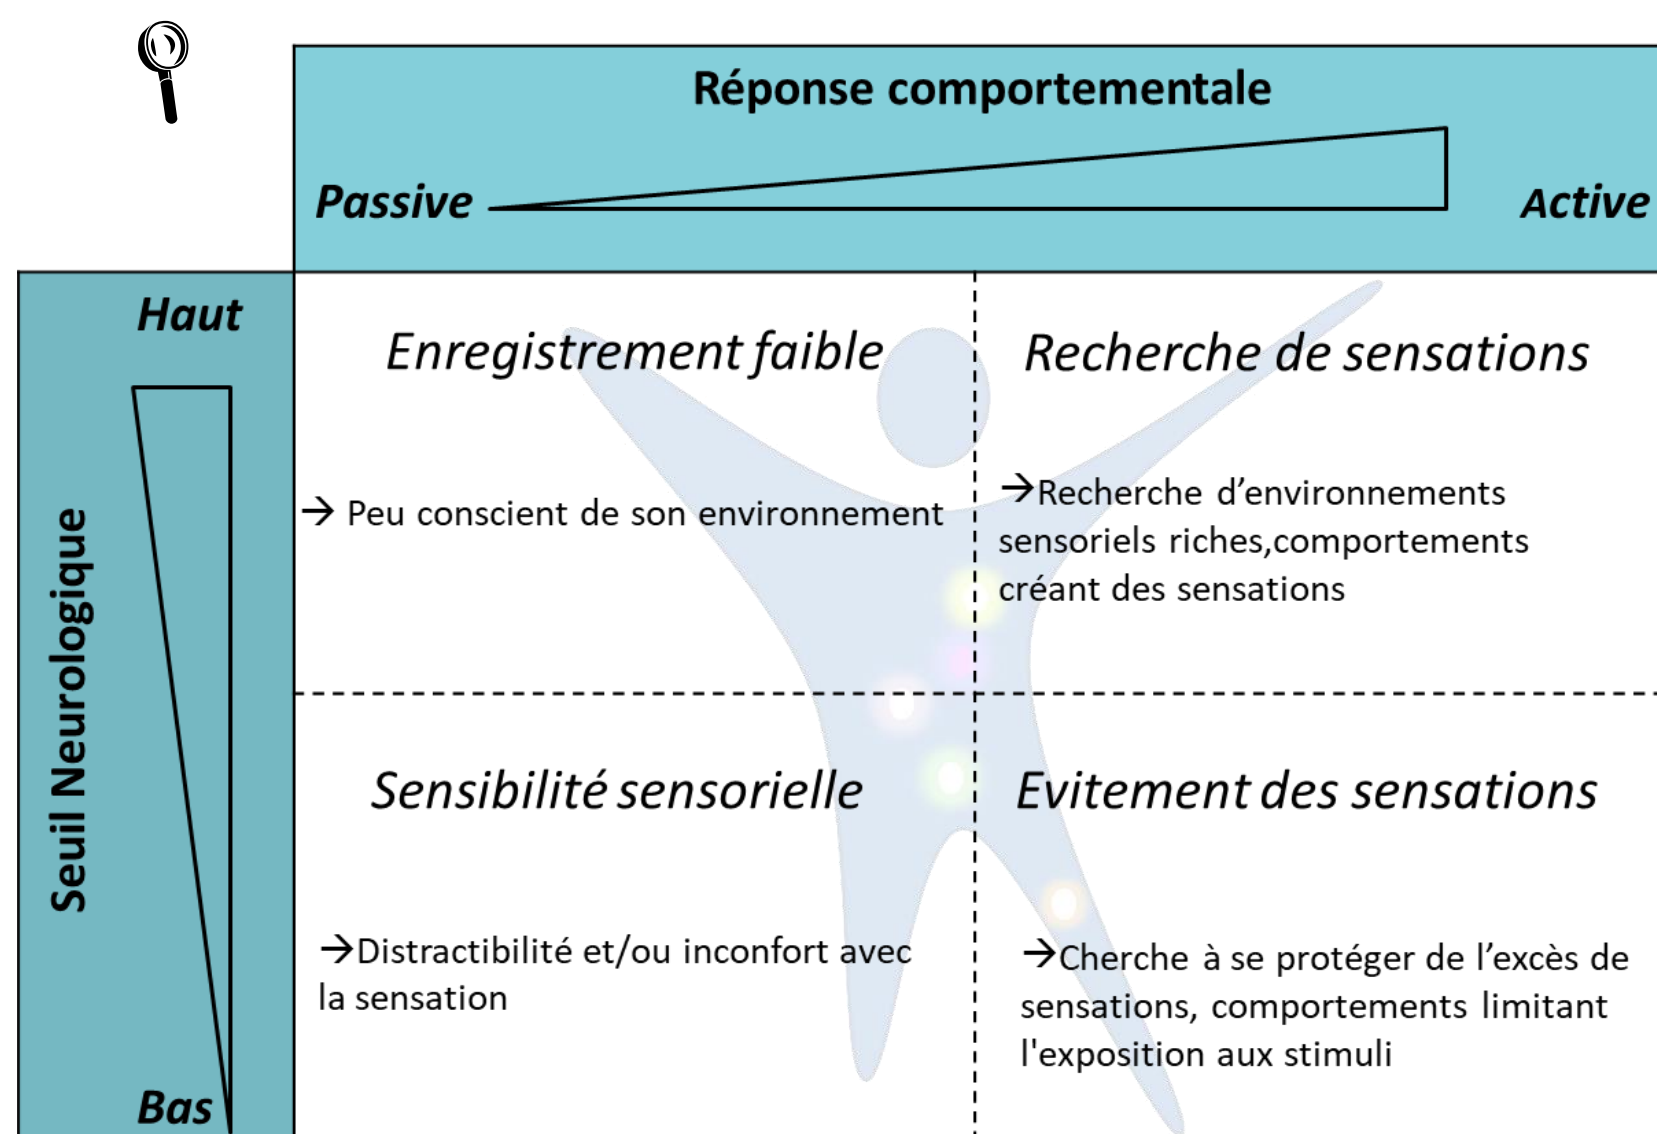 Réponse comportementale
Passive
Active
Seuil Neurologique
Haut
Bas
Enregistrement faible
→ Peu conscient de son environnement
Recherche de sensations
→Recherche d’environnements
sensoriels riches,comportements
créant des sensations
Sensibilité sensorielle
→Distractibilité et/ou inconfort avec
la sensation
Evitement des sensations
→Cherche à se protéger de l’excès de
sensations, comportements limitant
l'exposition aux stimuli